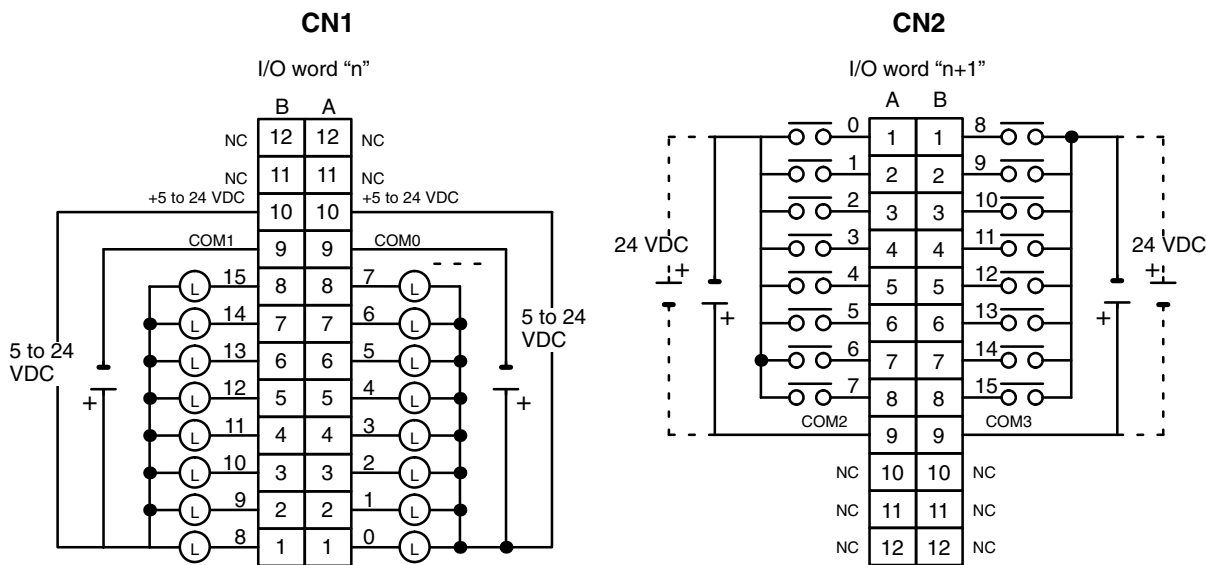 CN1
I/O word “n”
B A
NC 12 12 NC
NC 11 11 NC
+5 to 24 VDC 10 10 +5 to 24 VDC
COM1 9 9 COM0
L 15 8 8 7 L
L 14 7 7 6 L
L 13 6 6 5 L
L 12 5 5 4 L
L 11 4 4 3 L
L 10 3 3 2 L
L 9 2 2 1 L
L 8 1 1 0 L
5 to 24
VDC
+
5 to 24
VDC
+
CN2
I/O word “n+1”
A B
0 1 1 8
1 2 2 9
2 3 3 10
3 4 4 11
4 5 5 12
5 6 6 13
6 7 7 14
7 8 8 15
COM2 9 9 COM3
NC 10 10 NC
NC 11 11 NC
NC 12 12 NC
24 VDC
+
+
24 VDC
+
+